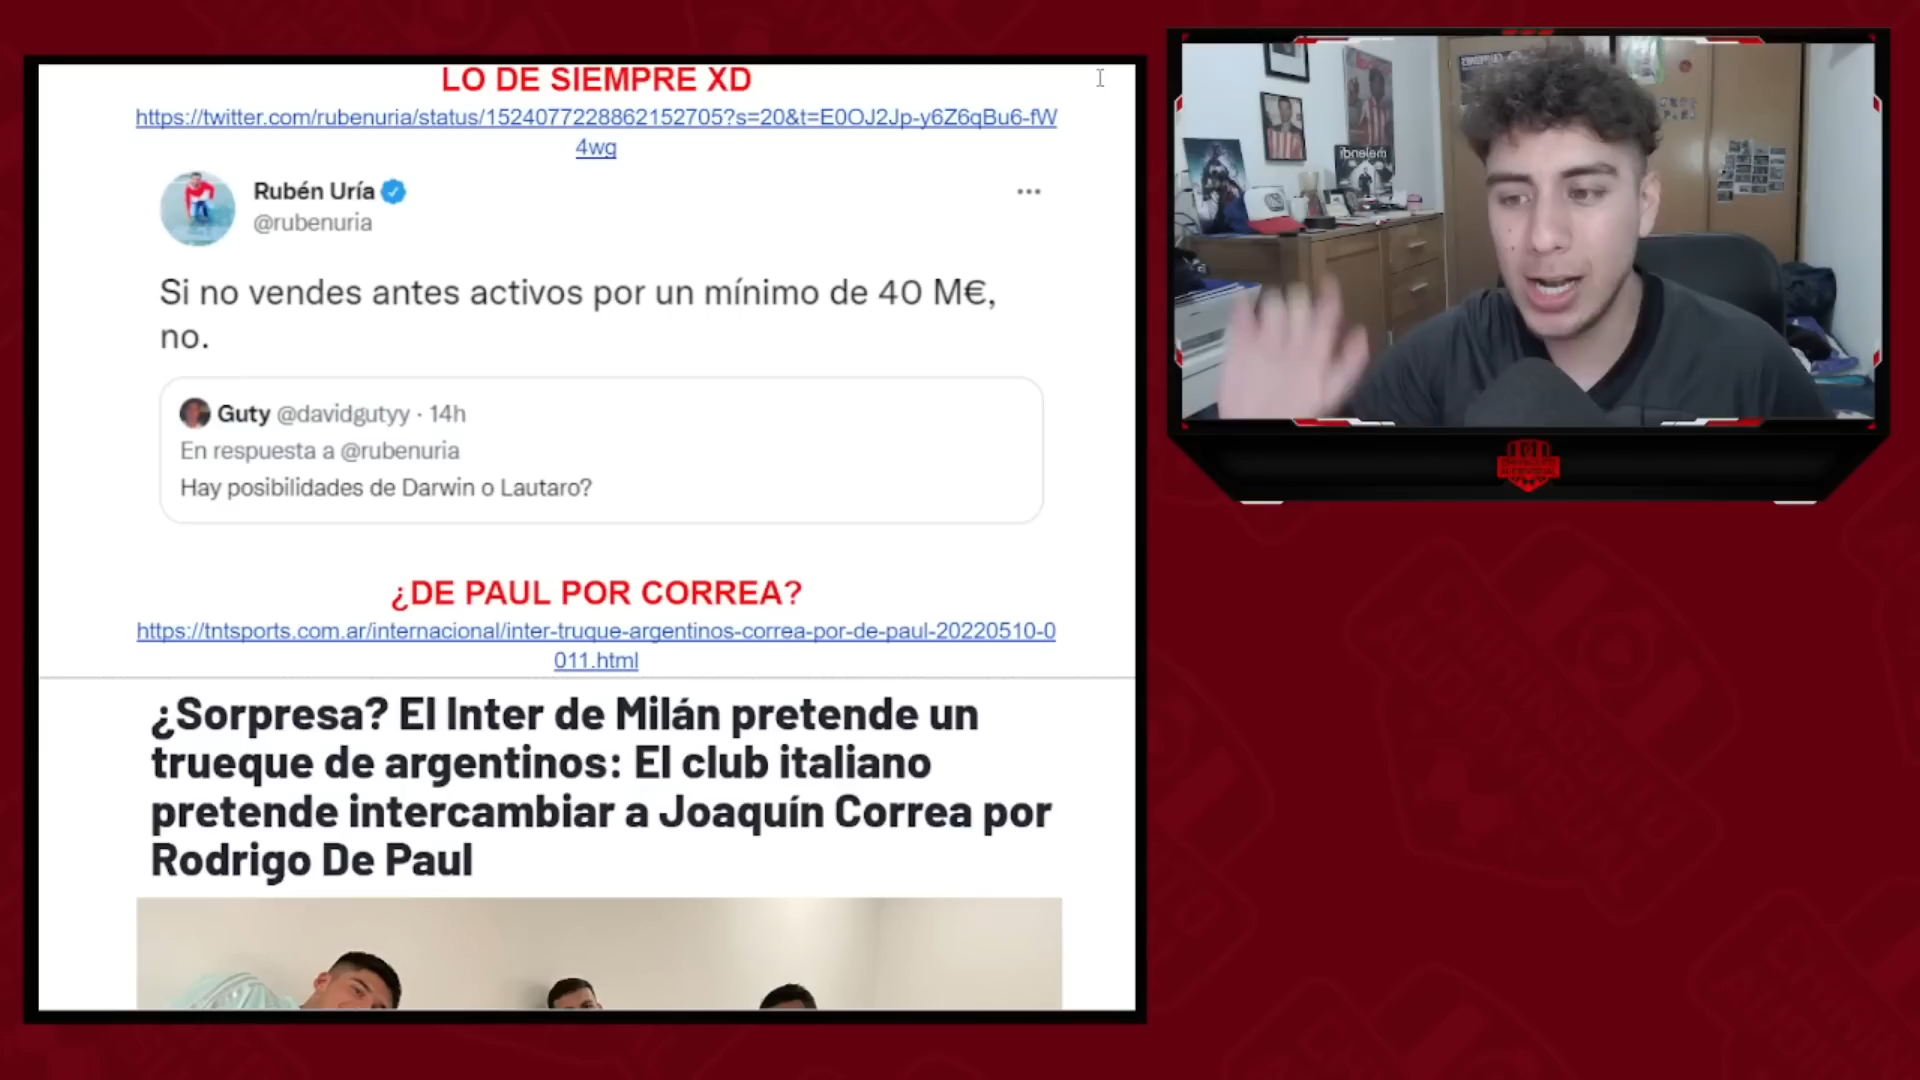 LO DE SIEMPRE XD
https://twitter.com/rubenuria/status/1524077228862152705?s=20&t=E0OJ2Jp-y6Z6qBu6-fW
4wg
Rubén Uría
@rubenuria
Si no vendes antes activos por un mínimo de 40 M€,
no.
Guty @davidgutyy · 14h
En respuesta a @rubenuria
Hay posibilidades de Darwin o Lautaro?
¿DE PAUL POR CORREA?
https://tntsports.com.ar/internacional/inter-truque-argentinos-correa-por-de-paul-20220510-0
011.html
¿Sorpresa? El Inter de Milán pretende un
trueque de argentinos: El club italiano
pretende intercambiar a Joaquín Correa por
Rodrigo De Paul